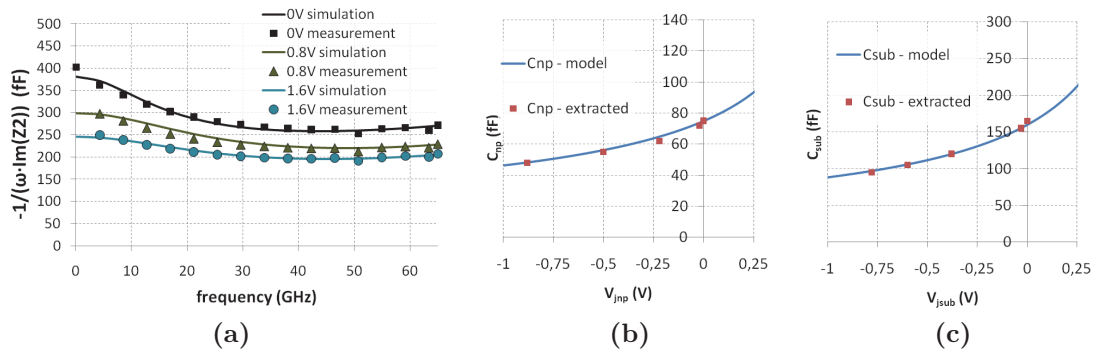 0V simulation
0V measurement
0.8V simulation
0.8V measurement
1.6V simulation
1.6V measurement
-1/(ω·Im(Z2)) (fF)
500
450
400
350
300
250
200
150
100
50
0
0 10 20 30 40 50 60
frequency (GHz)
(a)
Cnp - model
Cnp - extracted
Cnp (fF)
140
120
100
80
60
40
20
0
-1 -0,75 -0,5 -0,25 0 0,25
Vjnp (V)
(b)
Csub - model
Csub - extracted
Csub (fF)
300
250
200
150
100
50
0
-1 -0,75 -0,5 -0,25 0 0,25
Vjsub (V)
(c)